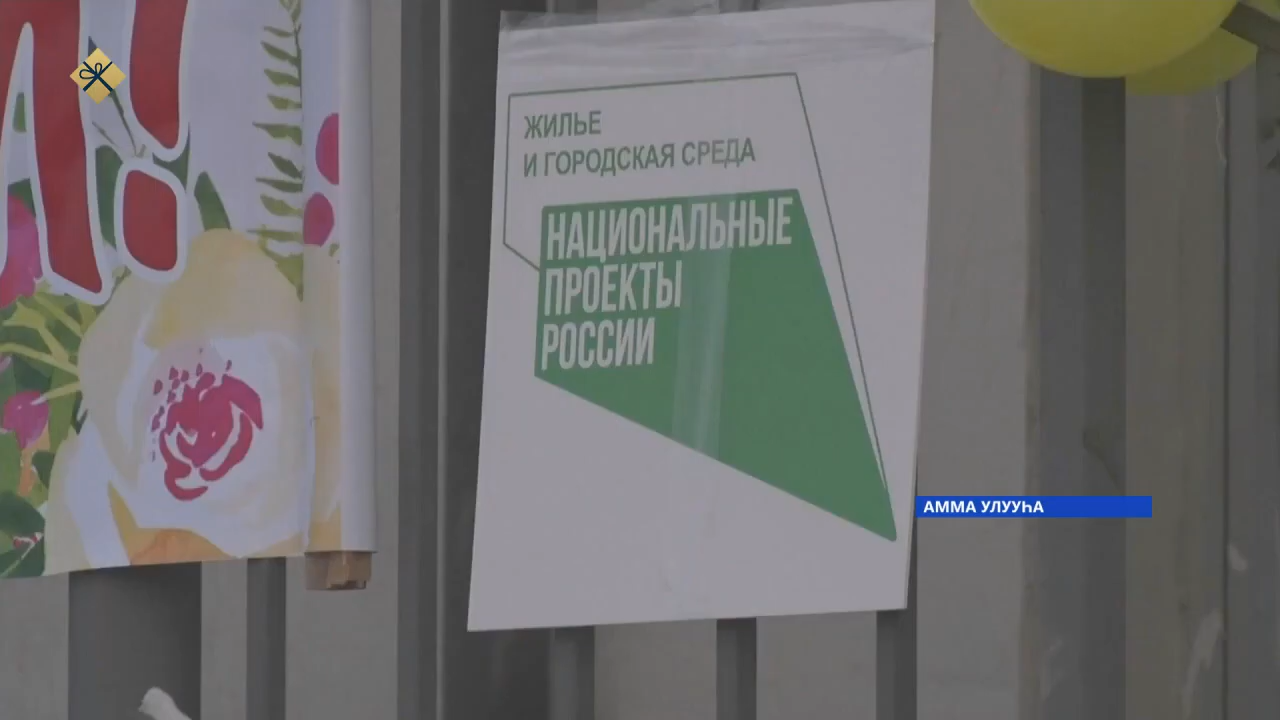 Л!
ЖИЛЬЕ
И ГОРОДСКАЯ СРЕДА
НАЦИОНАЛЬНЫЕ
ПРОЕКТЫ
РОССИИ
АММА УЛУУҺА